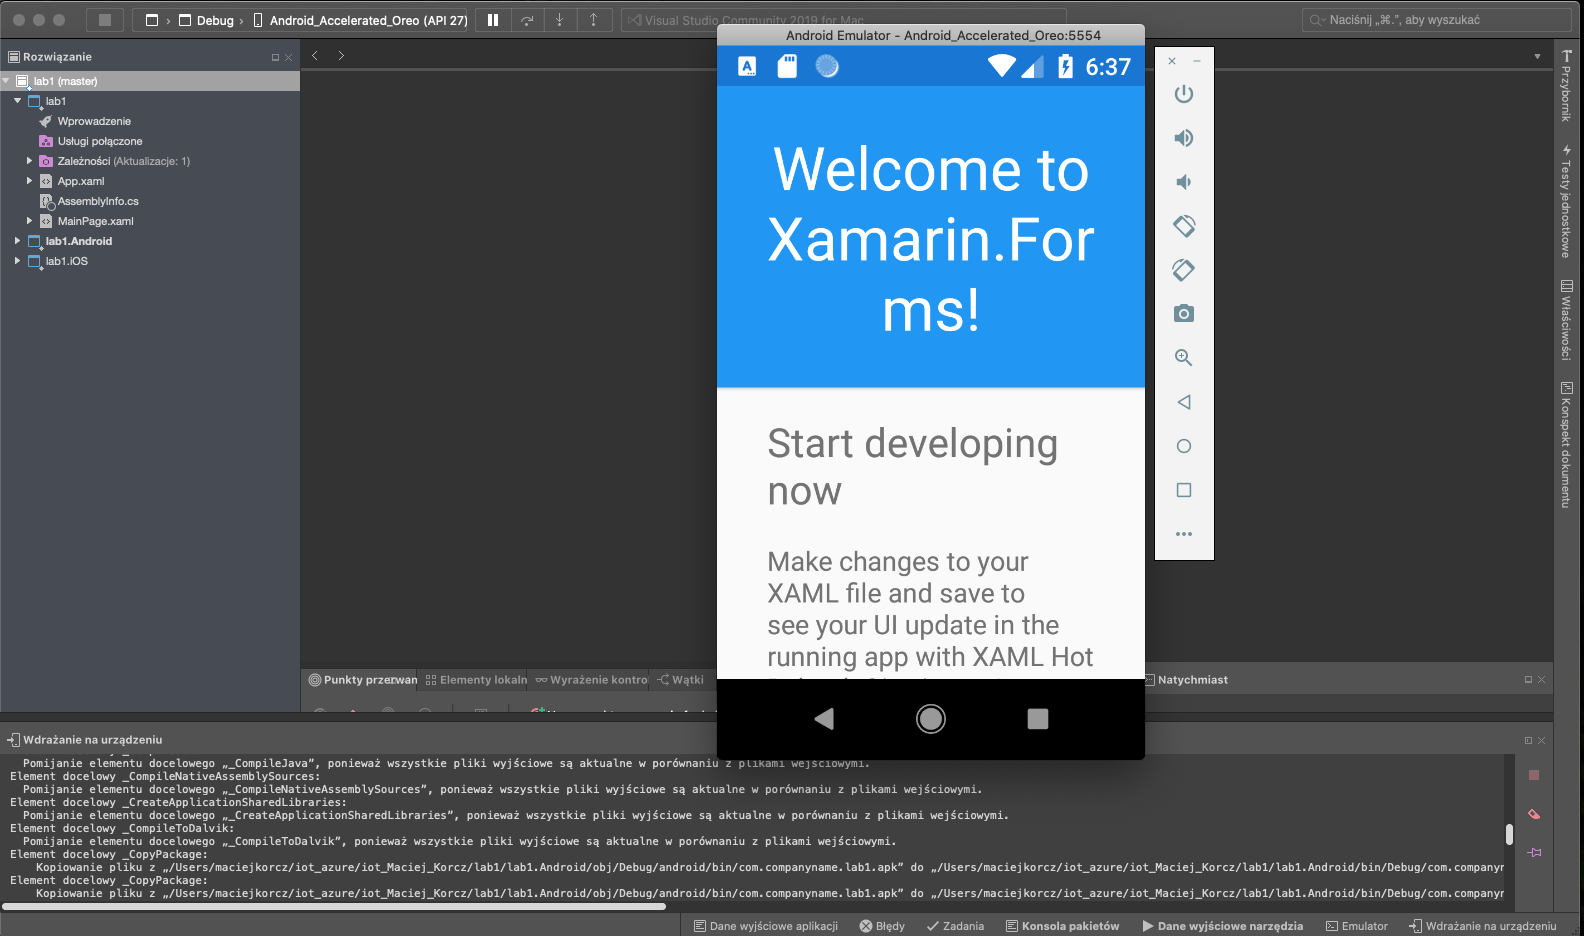 Debug
Android_Accelerated_Oreo (API 27)
Visual Studio Community 2019 for Mac
Naciśnij „⌘.”, aby wyszukać
Rozwiązanie
lab1 (master)
lab1
Wprowadzenie
Usługi połączone
Zależności (Aktualizacje: 1)
App.xaml
AssemblyInfo.cs
MainPage.xaml
lab1.Android
lab1.iOS
Android Emulator - Android_Accelerated_Oreo:5554
6:37
Welcome to
Xamarin.For
ms!
Start developing
now
Make changes to your
XAML file and save to
see your UI update in the
running app with XAML Hot
Przybornik
Testy jednostkowe
Właściwości
Konspekt dokumentu
Punkty przerwan
Elementy lokaln
Wyrażenie kontro
Wątki
Natychmiast
Wdrażanie na urządzeniu
Pomijanie elementu docelowego „_CompileJava”, ponieważ wszystkie pliki wyjściowe są aktualne w porównaniu z plikami wejściowymi.
Element docelowy _CompileNativeAssemblySources:
Pomijanie elementu docelowego „_CompileNativeAssemblySources”, ponieważ wszystkie pliki wyjściowe są aktualne w porównaniu z plikami wejściowymi.
Element docelowy _CreateApplicationSharedLibraries:
Pomijanie elementu docelowego „_CreateApplicationSharedLibraries”, ponieważ wszystkie pliki wyjściowe są aktualne w porównaniu z plikami wejściowymi.
Element docelowy _CompileToDalvik:
Pomijanie elementu docelowego „_CompileToDalvik”, ponieważ wszystkie pliki wyjściowe są aktualne w porównaniu z plikami wejściowymi.
Element docelowy _CopyPackage:
Kopiowanie pliku z „/Users/maciejkorcz/iot_azure/iot_Maciej_Korcz/lab1/lab1.Android/obj/Debug/android/bin/com.companyname.lab1.apk” do „/Users/maciejkorcz/iot_azure/iot_Maciej_Korcz/lab1/lab1.Android/bin/Debug/com.companyn
Element docelowy _CopyPackage:
Kopiowanie pliku z „/Users/maciejkorcz/iot_azure/iot_Maciej_Korcz/lab1/lab1.Android/obj/Debug/android/bin/com.companyname.lab1.apk” do „/Users/maciejkorcz/iot_azure/iot_Maciej_Korcz/lab1/lab1.Android/bin/Debug/com.companyn
Dane wyjściowe aplikacji
Błędy
Zadania
Konsola pakietów
Dane wyjściowe narzędzia
Emulator
Wdrażanie na urządzeniu